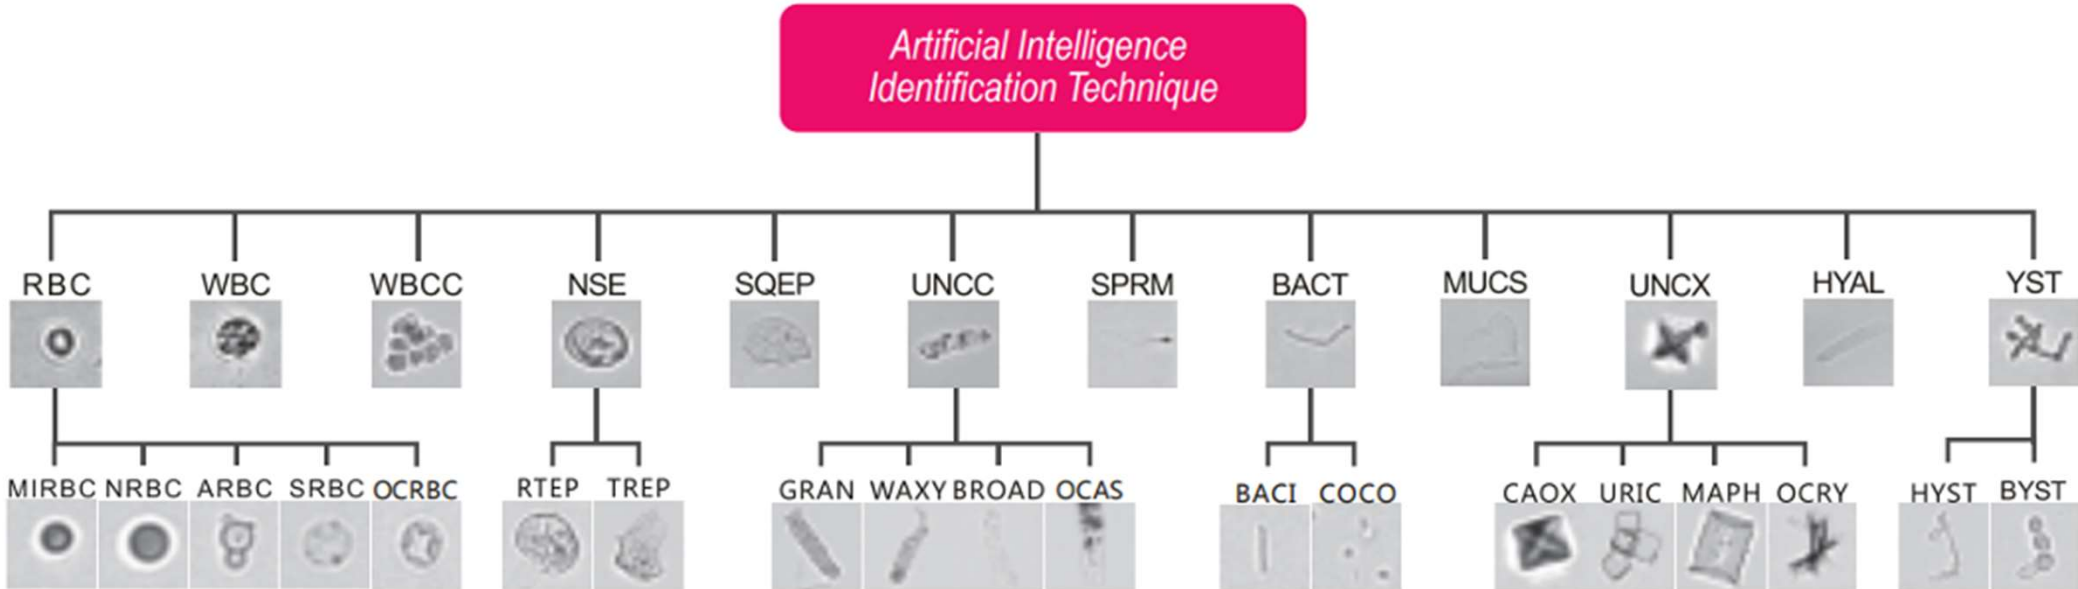 Artificial Intelligence
Identification Technique
RBC WBC WBCC NSE SQEP UNCC SPRM BACT MUCS UNCX HYAL YST
MIRBC NRBC ARBC SRBC OCRBC RTEP TREP GRAN WAXY BROAD OCAS BACI COCO CAOX URIC MAPH OCRY HYST BYST